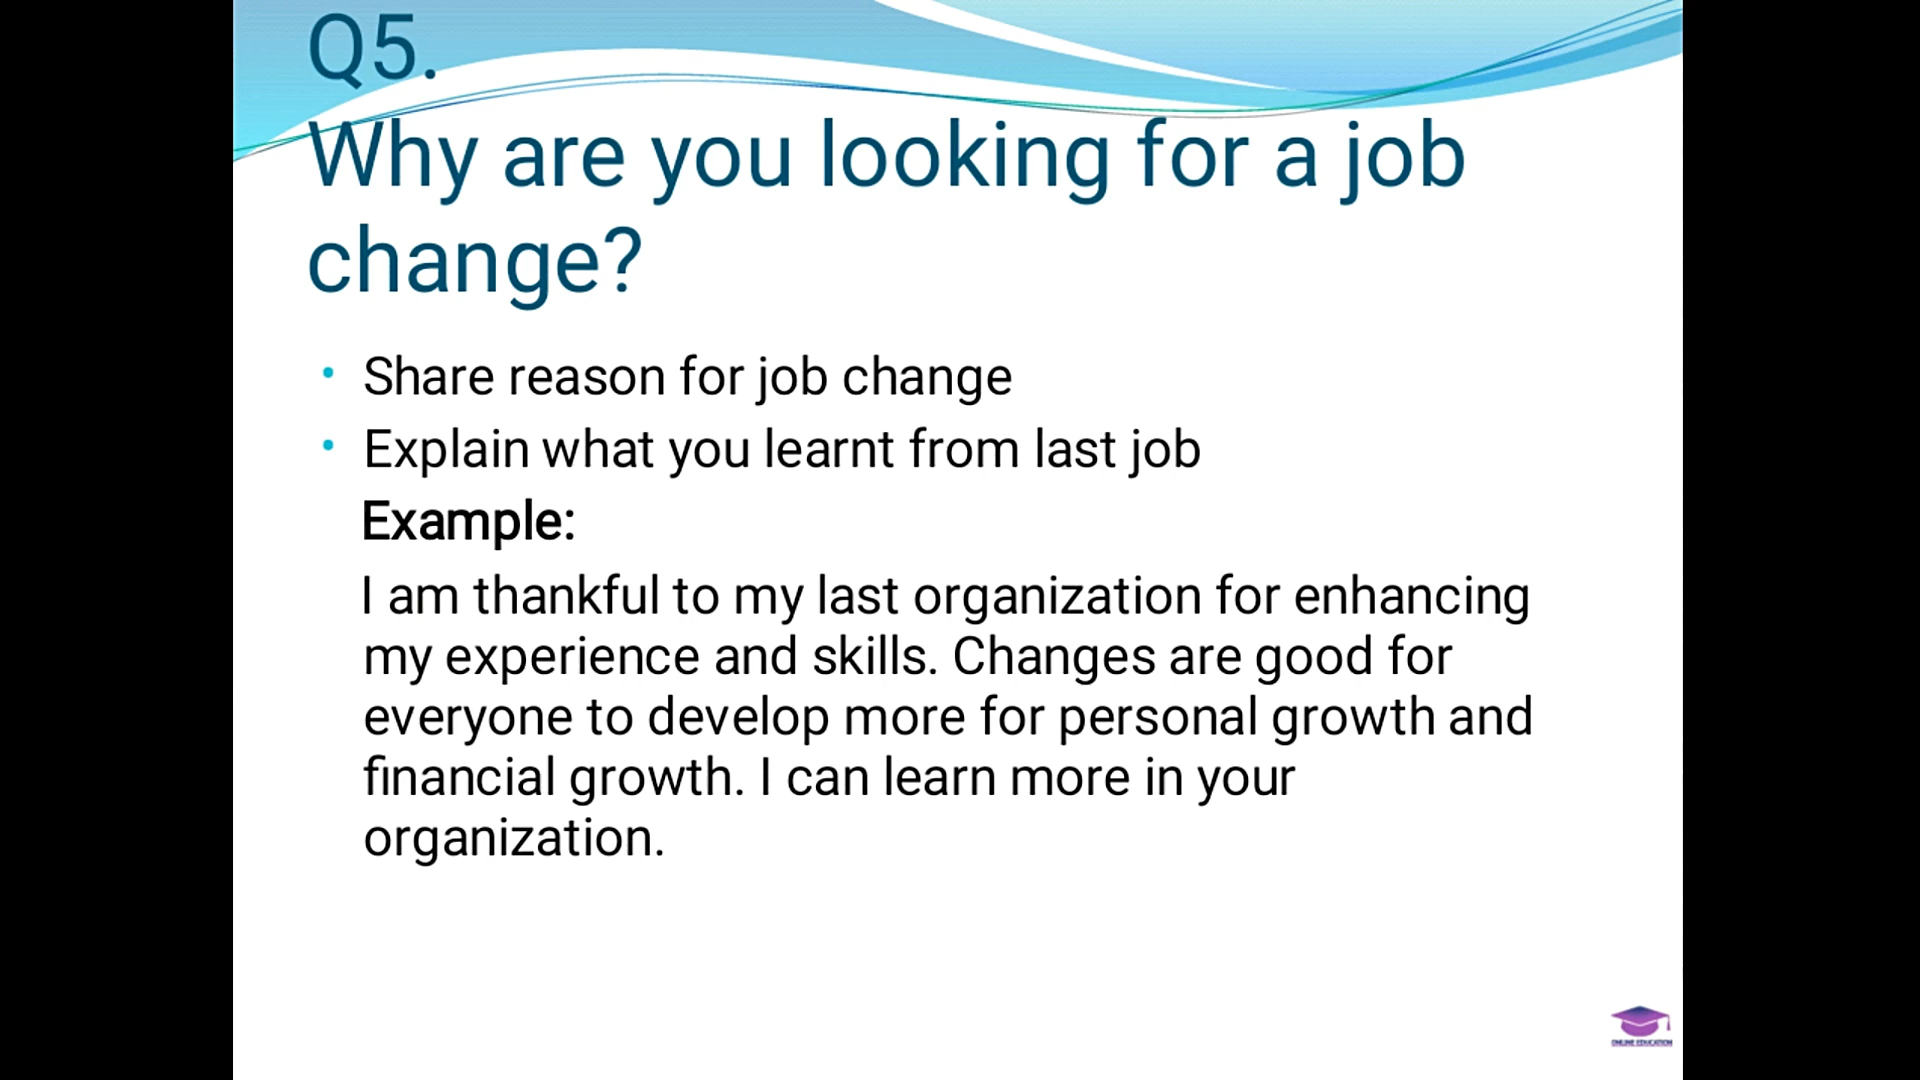 Q5.
Why are you looking for a job
change?
• Share reason for job change
• Explain what you learnt from last job
Example:
I am thankful to my last organization for enhancing
my experience and skills. Changes are good for
everyone to develop more for personal growth and
financial growth. I can learn more in your
organization.
ONLINE EDUCATION